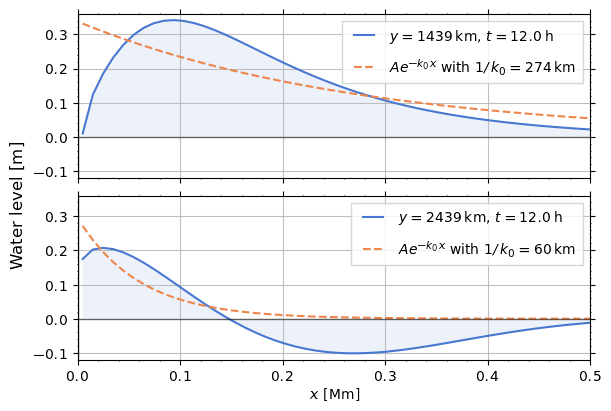 0.3
0.2
0.1
0.0
−0.1
y = 1439 km, t = 12.0 h
Ae^{−k₀x} with 1/k₀ = 274 km
Water level [m]
0.3
0.2
0.1
0.0
−0.1
y = 2439 km, t = 12.0 h
Ae^{−k₀x} with 1/k₀ = 60 km
0.0 0.1 0.2 0.3 0.4 0.5
x [Mm]